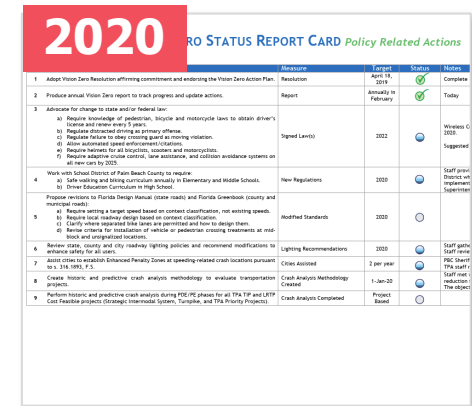 2020
RO STATUS REPORT CARD Policy Related Actions
Measure Target Status Notes
1 Adopt Vision Zero Resolution affirming commitment and endorsing the Vision Zero Action Plan. Resolution April 18, 2019 Complete
2 Produce annual Vision Zero report to track progress and update actions. Report Annually in February Today
3 Advocate for change to state and/or federal law:
a) Require knowledge of pedestrian, bicycle and motorcycle laws to obtain driver's
license and renew every 5 years.
b) Regulate distracted driving as primary offense.
c) Regulate failure to obey crossing guard as moving violation.
d) Allow automated speed enforcement/citations.
e) Require helmets for all bicyclists, scooters and motorcyclists.
f) Require adaptive cruise control, lane assistance, and collision avoidance systems on
all new cars by 2025.
Signed Law(s) 2022
Wireless C
2020.
Suggested
4 Work with School District of Palm Beach County to require:
a) Safe walking and biking curriculum annually in Elementary and Middle Schools.
b) Driver Education Curriculum in High School.
New Regulations 2020
Staff provi
District wh
implement
Superinten
5 Propose revisions to Florida Design Manual (state roads) and Florida Greenbook (county and
municipal roads):
a) Require setting a target speed based on context classification, not existing speeds.
b) Require local roadway design based on context classification.
c) Clarify where separated bike lanes are permitted and how to design them.
d) Revise criteria for installation of vehicle or pedestrian crossing treatments at mid-
block and unsignalized locations.
Modified Standards 2020
6 Review state, county and city roadway lighting policies and recommend modifications to
enhance safety for all users.
Lighting Recommendations 2020
Staff gathe
Staff revie
7 Assist cities to establish Enhanced Penalty Zones at speeding-related crash locations pursuant
to s. 316.1893, F.S.
Cities Assisted 2 per year
PBC Sherif
TPA staff r
8 Create historic and predictive crash analysis methodology to evaluate transportation
projects.
Crash Analysis Methodology
Created
1-Jan-20
Staff met
reduction
The object
9 Perform historic and predictive crash analysis during PDE/PE phases for all TPA TIP and LRTP
Cost Feasible projects (Strategic Intermodal System, Turnpike, and TPA Priority Projects).
Crash Analysis Completed
Project
Based